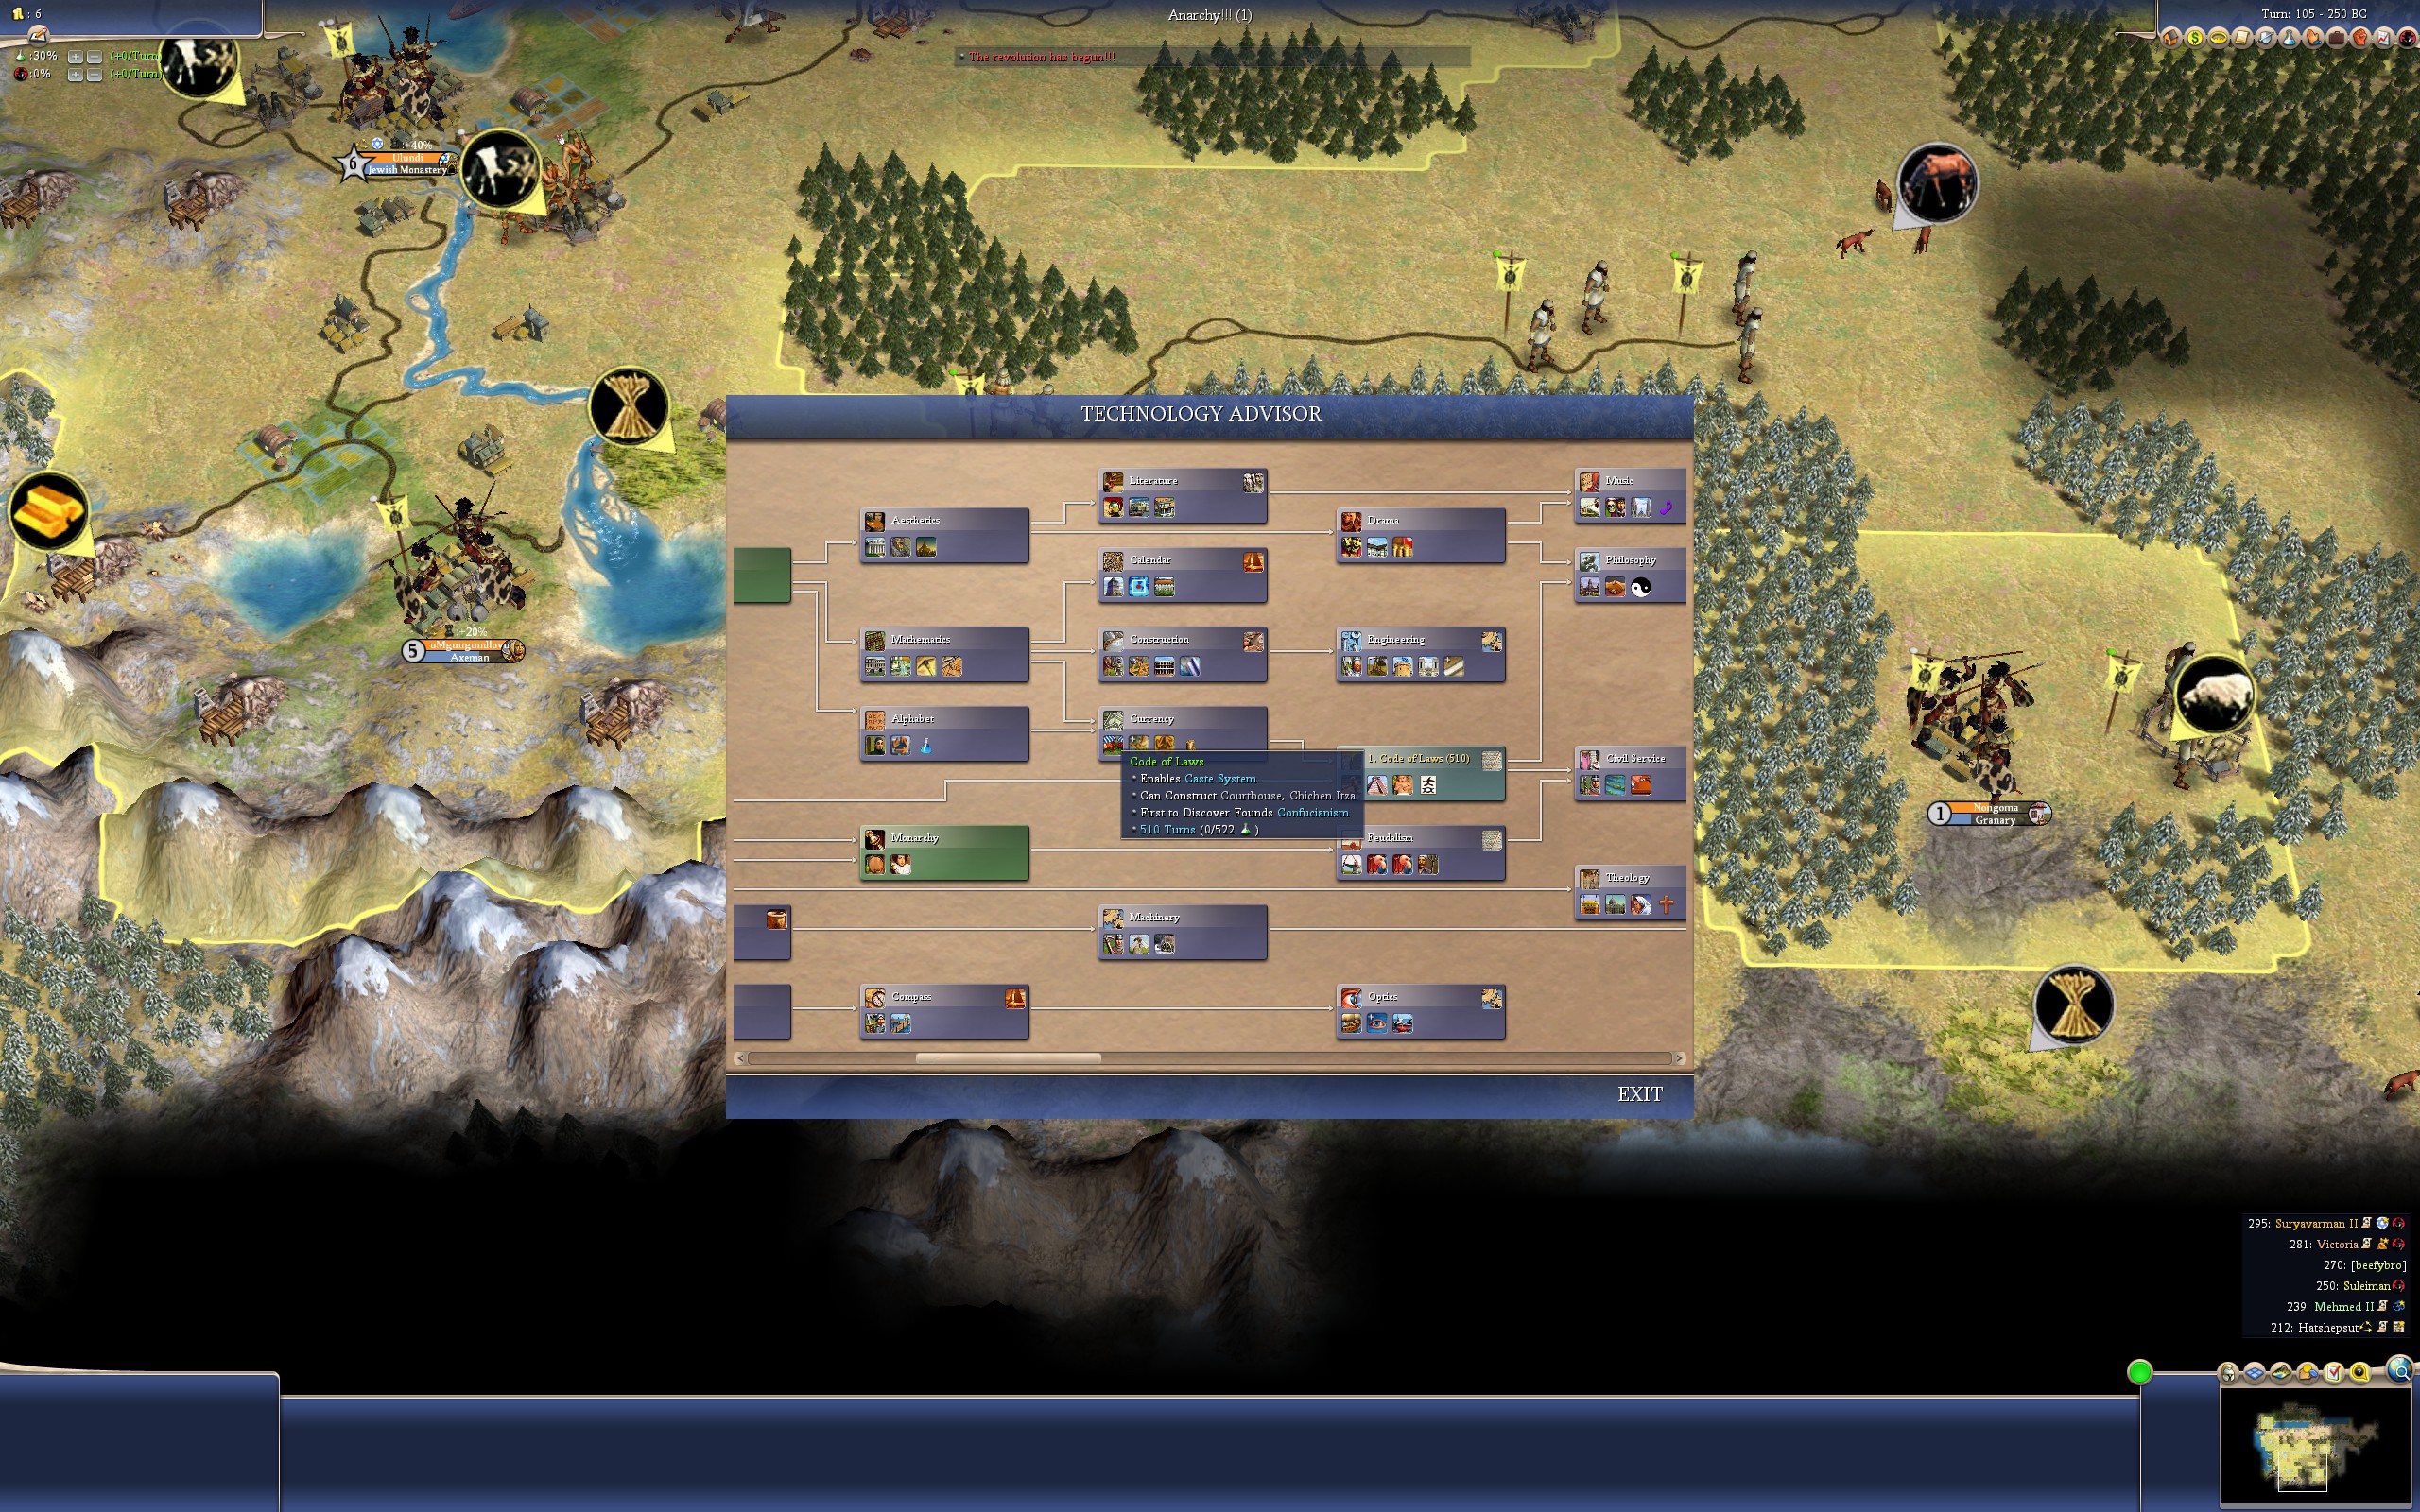 : 6
Anarchy!!! (1)
Turn: 105 - 250 BC
:30%
(+0/Turn)
:0%
(+0/Turn)
The revolution has begun!!!
+40%
6
Ulundi
Jewish Monastery
+20%
5
uMgungundlovu
Axeman
1
Nongoma
Granary
TECHNOLOGY ADVISOR
Literature
Music
Aesthetics
Drama
Calendar
Philosophy
Mathematics
Construction
Engineering
Alphabet
Currency
1. Code of Laws (510)
Civil Service
Code of Laws
Enables Caste System
Can Construct Courthouse, Chichen Itza
First to Discover Founds Confucianism
510 Turns (0/522 )
Monarchy
Feudalism
Theology
Machinery
Compass
Optics
EXIT
295: Suryavarman II
281: Victoria
270: [beefybro]
250: Suleiman
239: Mehmed II
212: Hatshepsut